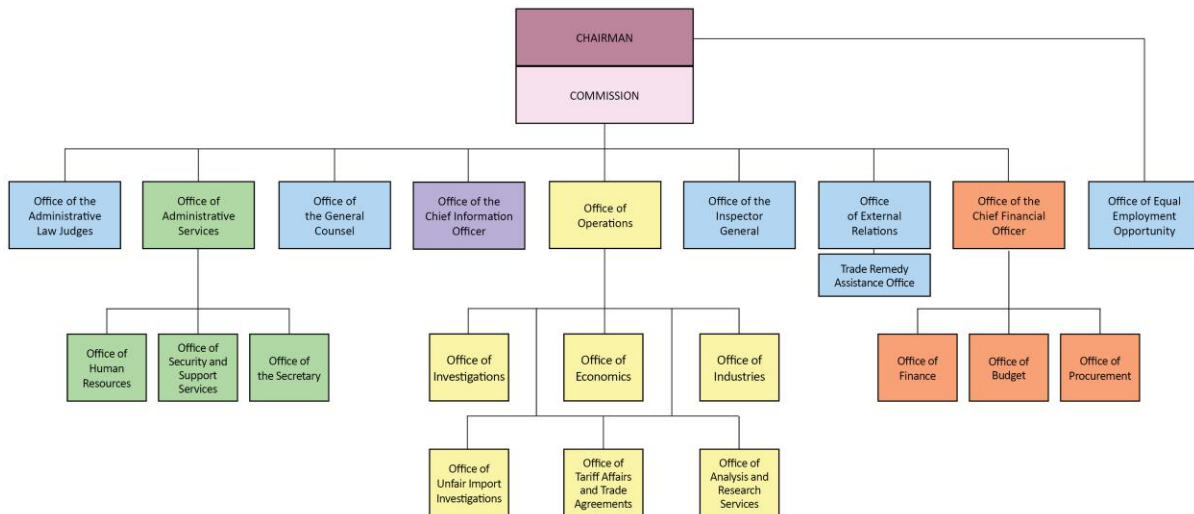 CHAIRMAN
COMMISSION
Office of the
Administrative
Law Judges
Office of
Administrative
Services
Office of
the General
Counsel
Office of the
Chief Information
Officer
Office of
Operations
Office of the
Inspector
General
Office
of External
Relations
Office of the
Chief Financial
Officer
Office of Equal
Employment
Opportunity
Trade Remedy
Assistance Office
Office of
Human
Resources
Office of
Security and
Support
Services
Office of
the Secretary
Office of
Investigations
Office of
Economics
Office of
Industries
Office of
Finance
Office of
Budget
Office of
Procurement
Office of
Unfair Import
Investigations
Office of
Tariff Affairs
and Trade
Agreements
Office of
Analysis and
Research
Services